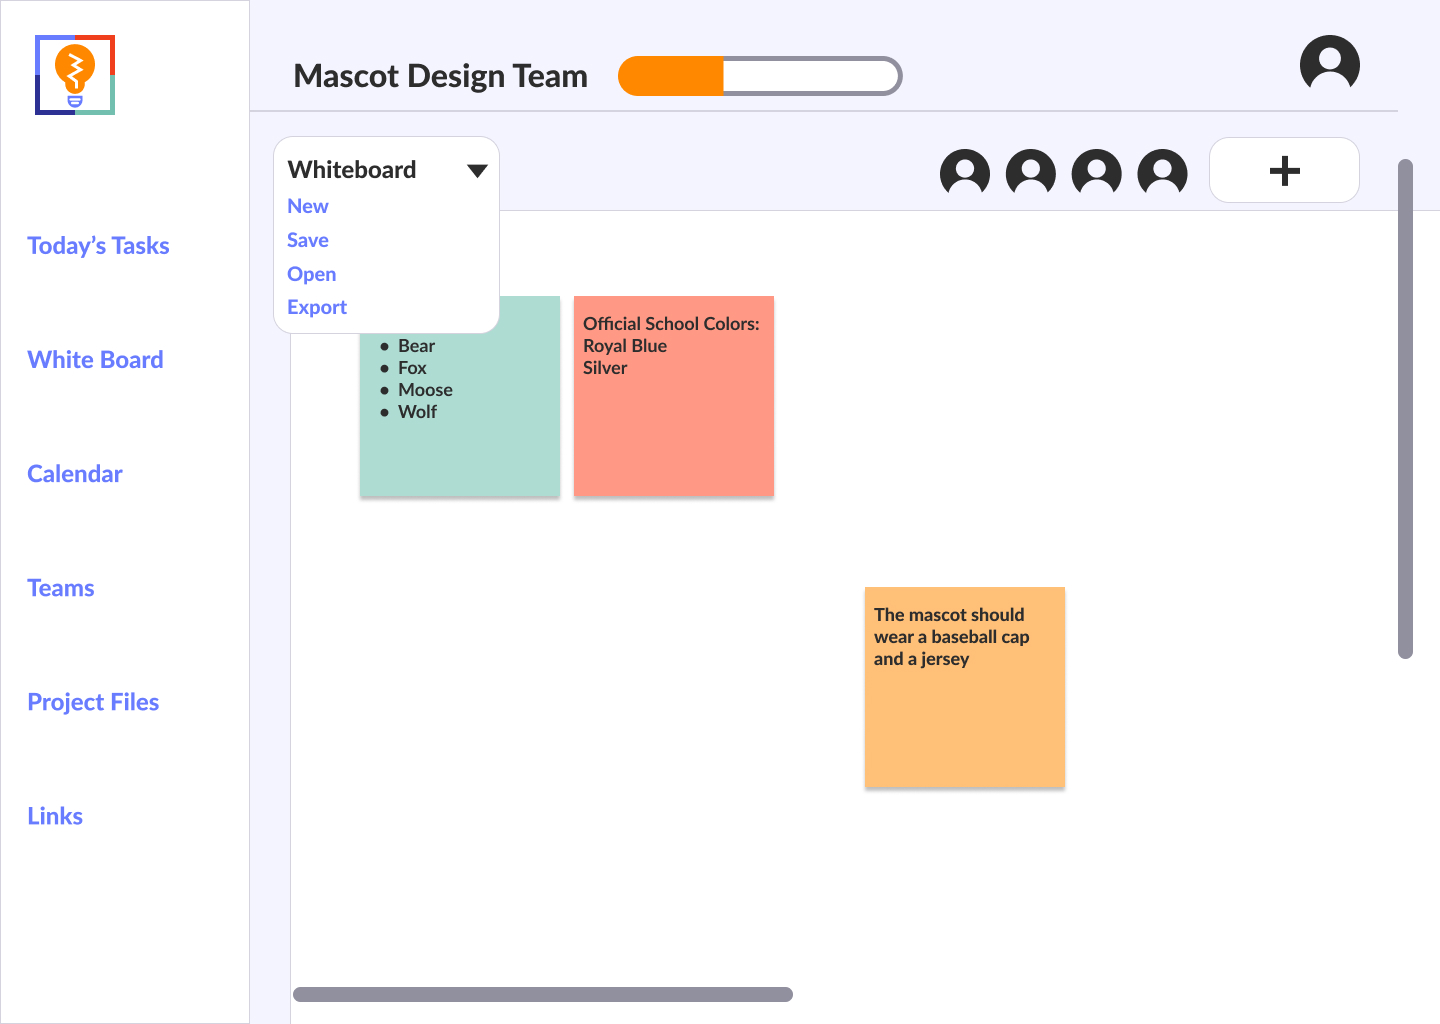 Mascot Design Team
Whiteboard
New
Save
Open
Export
Today’s Tasks
White Board
Calendar
Teams
Project Files
Links
• Bear
• Fox
• Moose
• Wolf
Official School Colors:
Royal Blue
Silver
The mascot should
wear a baseball cap
and a jersey